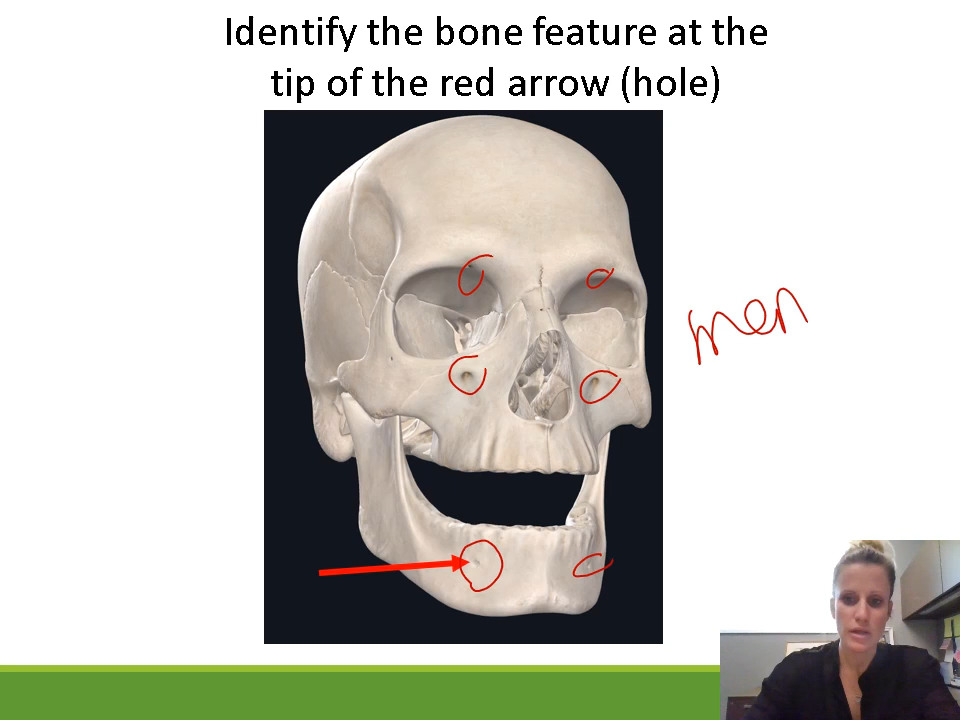 Identify the bone feature at the
tip of the red arrow (hole)
men